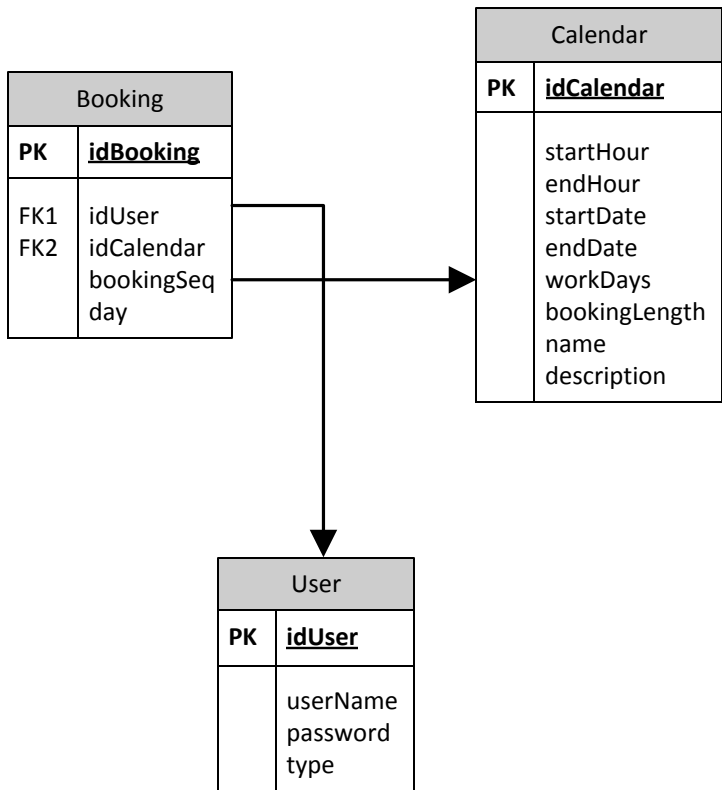 Booking
PK idBooking
FK1 idUser
FK2 idCalendar
bookingSeq
day
Calendar
PK idCalendar
startHour
endHour
startDate
endDate
workDays
bookingLength
name
description
User
PK idUser
userName
password
type